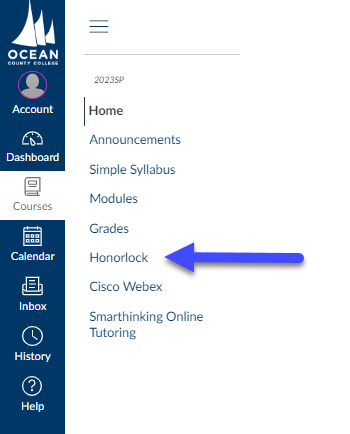 OCEAN
COUNTY COLLEGE
Account
Dashboard
Courses
Calendar
Inbox
History
Help
2023SP
Home
Announcements
Simple Syllabus
Modules
Grades
Honorlock
Cisco Webex
Smarthinking Online
Tutoring